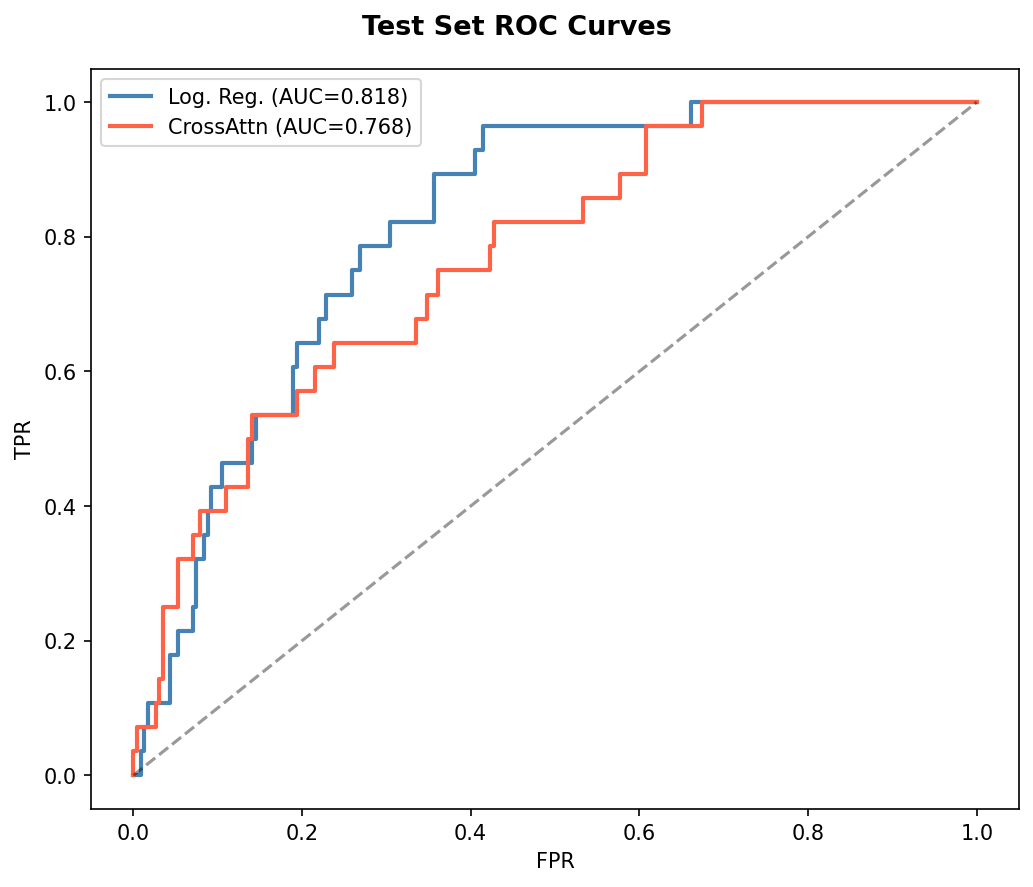 Test Set ROC Curves
Log. Reg. (AUC=0.818)
CrossAttn (AUC=0.768)
TPR
1.0
0.8
0.6
0.4
0.2
0.0
0.0 0.2 0.4 0.6 0.8 1.0
FPR